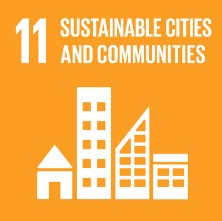 11 SUSTAINABLE CITIES
AND COMMUNITIES